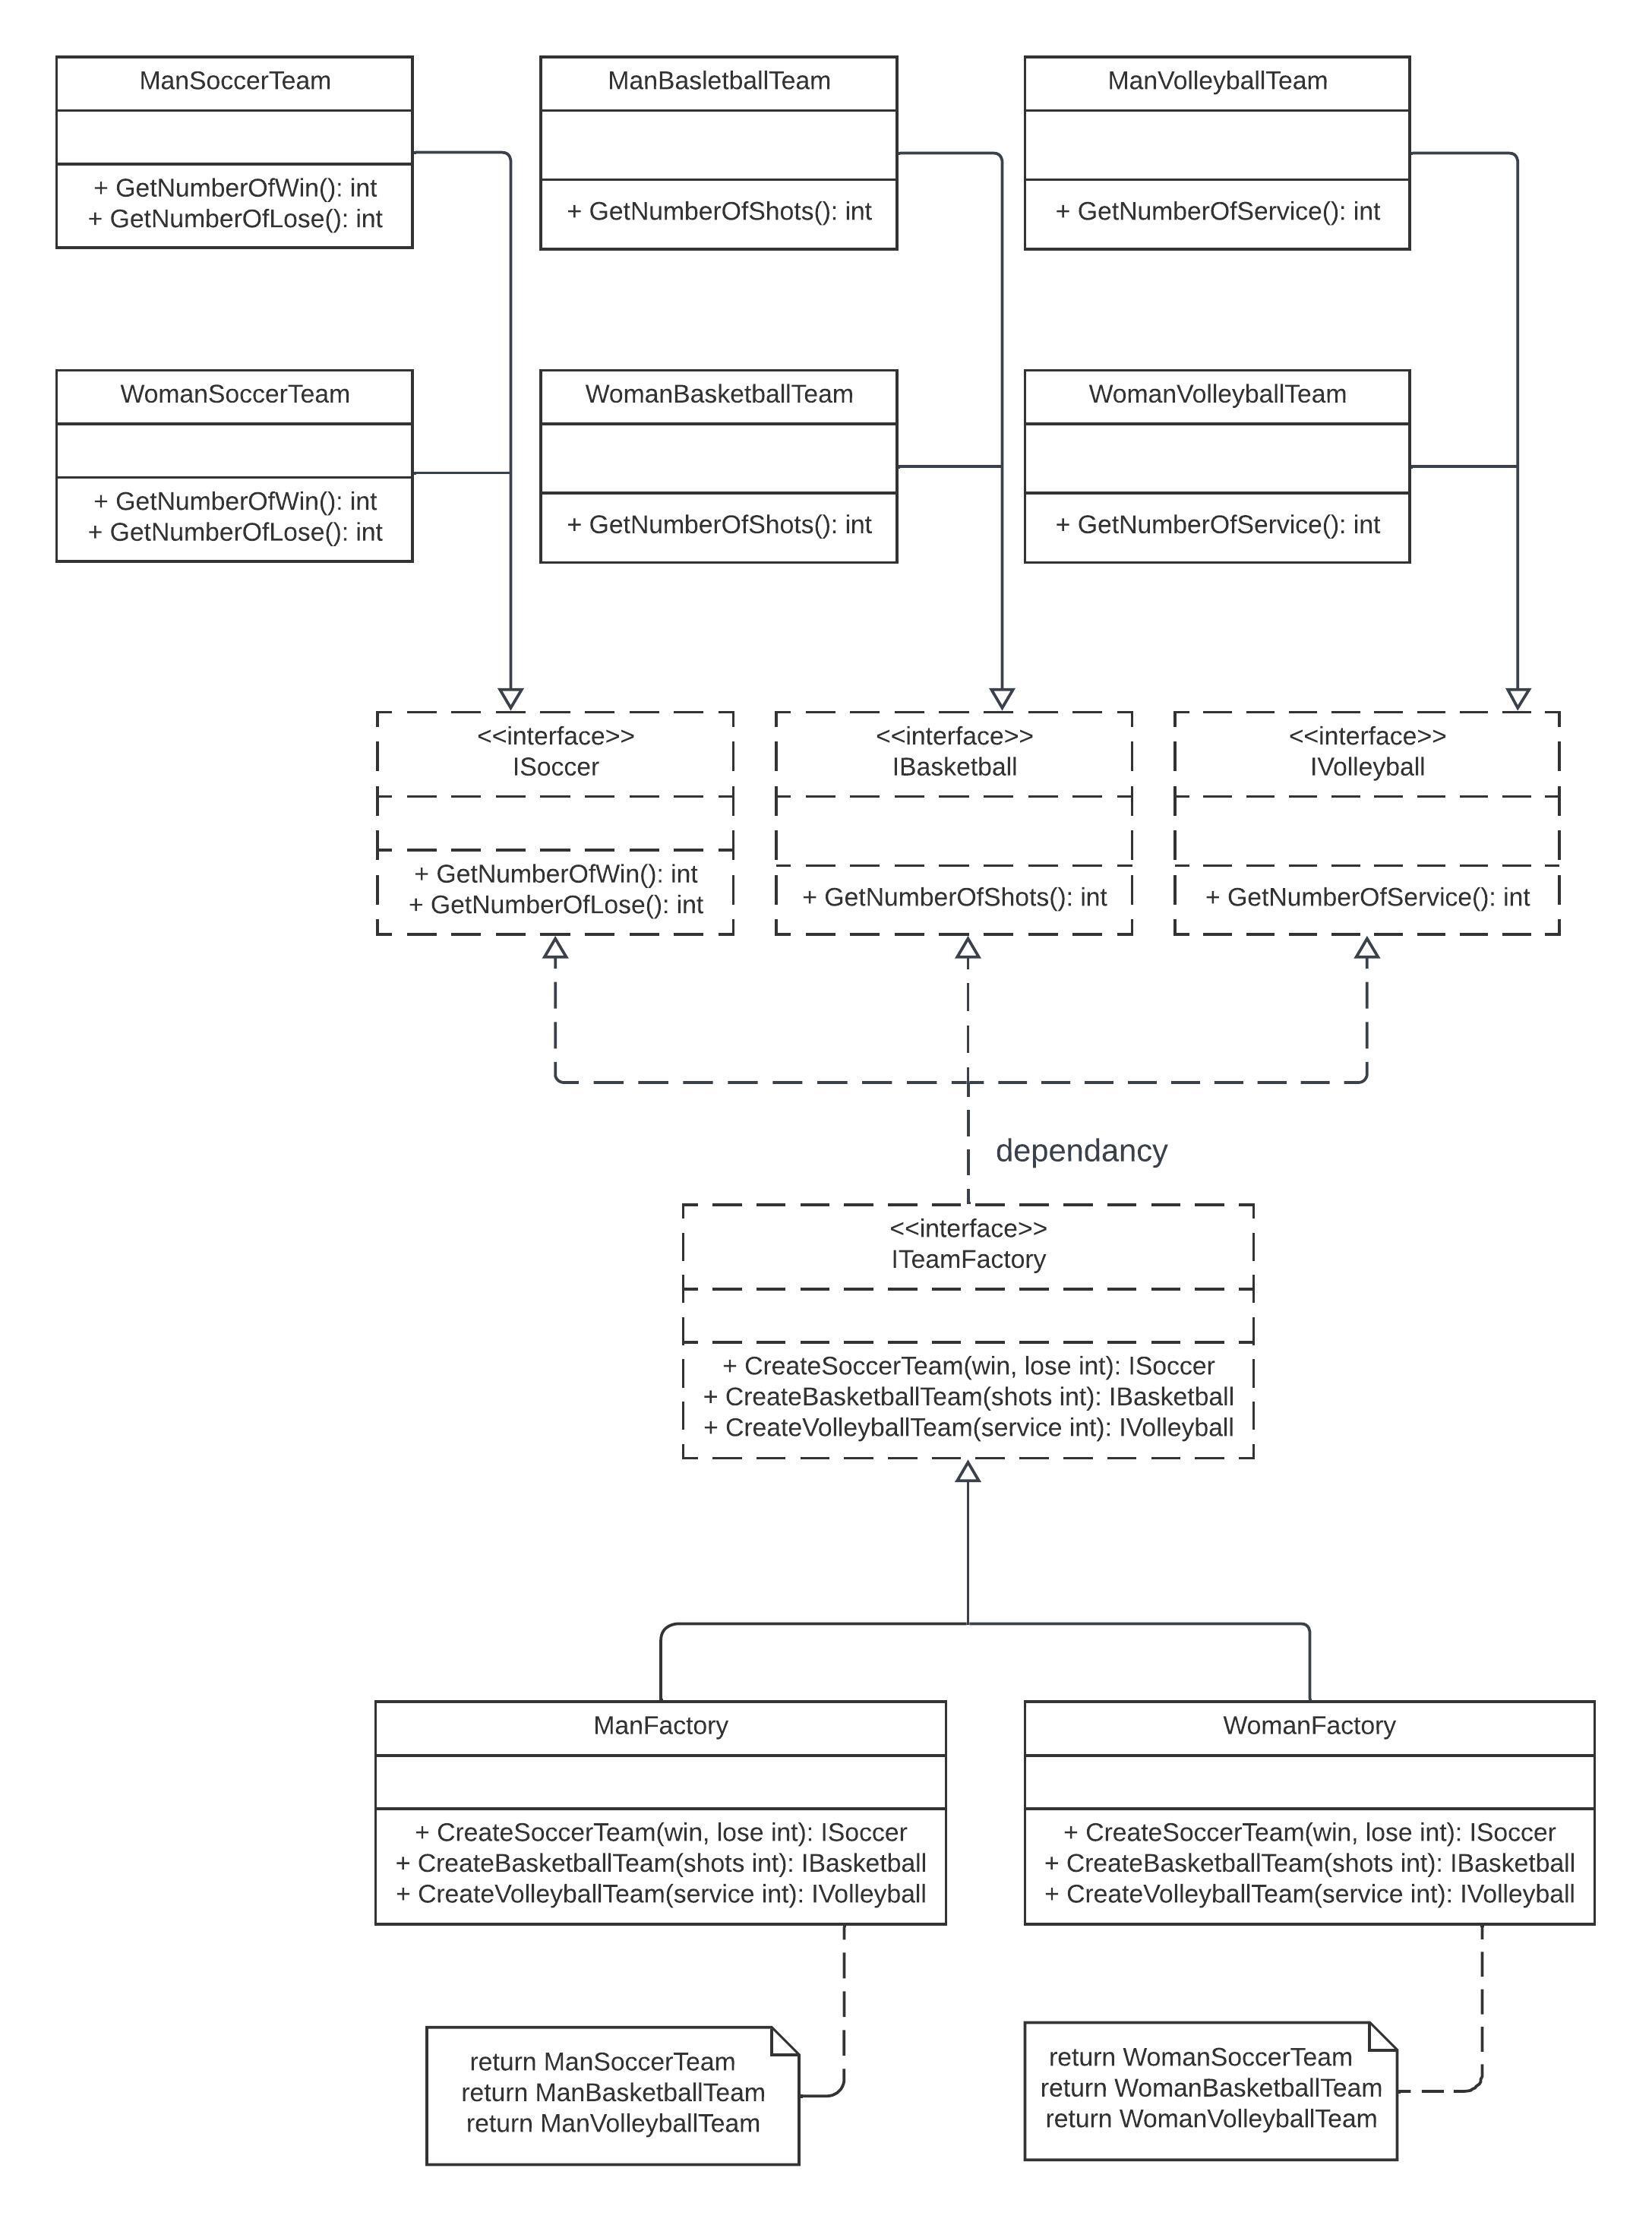 ManSoccerTeam
+ GetNumberOfWin(): int
+ GetNumberOfLose(): int
ManBasletballTeam
+ GetNumberOfShots(): int
ManVolleyballTeam
+ GetNumberOfService(): int
WomanSoccerTeam
+ GetNumberOfWin(): int
+ GetNumberOfLose(): int
WomanBasketballTeam
+ GetNumberOfShots(): int
WomanVolleyballTeam
+ GetNumberOfService(): int
<<interface>>
ISoccer
+ GetNumberOfWin(): int
+ GetNumberOfLose(): int
<<interface>>
IBasketball
+ GetNumberOfShots(): int
<<interface>>
IVolleyball
+ GetNumberOfService(): int
dependancy
<<interface>>
ITeamFactory
+ CreateSoccerTeam(win, lose int): ISoccer
+ CreateBasketballTeam(shots int): IBasketball
+ CreateVolleyballTeam(service int): IVolleyball
ManFactory
+ CreateSoccerTeam(win, lose int): ISoccer
+ CreateBasketballTeam(shots int): IBasketball
+ CreateVolleyballTeam(service int): IVolleyball
WomanFactory
+ CreateSoccerTeam(win, lose int): ISoccer
+ CreateBasketballTeam(shots int): IBasketball
+ CreateVolleyballTeam(service int): IVolleyball
return ManSoccerTeam
return ManBasketballTeam
return ManVolleyballTeam
return WomanSoccerTeam
return WomanBasketballTeam
return WomanVolleyballTeam